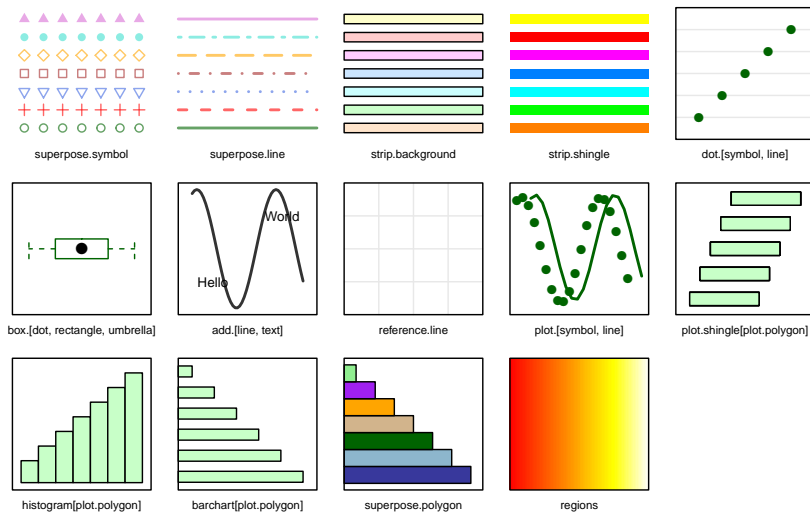 superpose.symbol
superpose.line
strip.background
strip.shingle
dot.[symbol, line]
World
Hello
box.[dot, rectangle, umbrella]
add.[line, text]
reference.line
plot.[symbol, line]
plot.shingle[plot.polygon]
histogram[plot.polygon]
barchart[plot.polygon]
superpose.polygon
regions